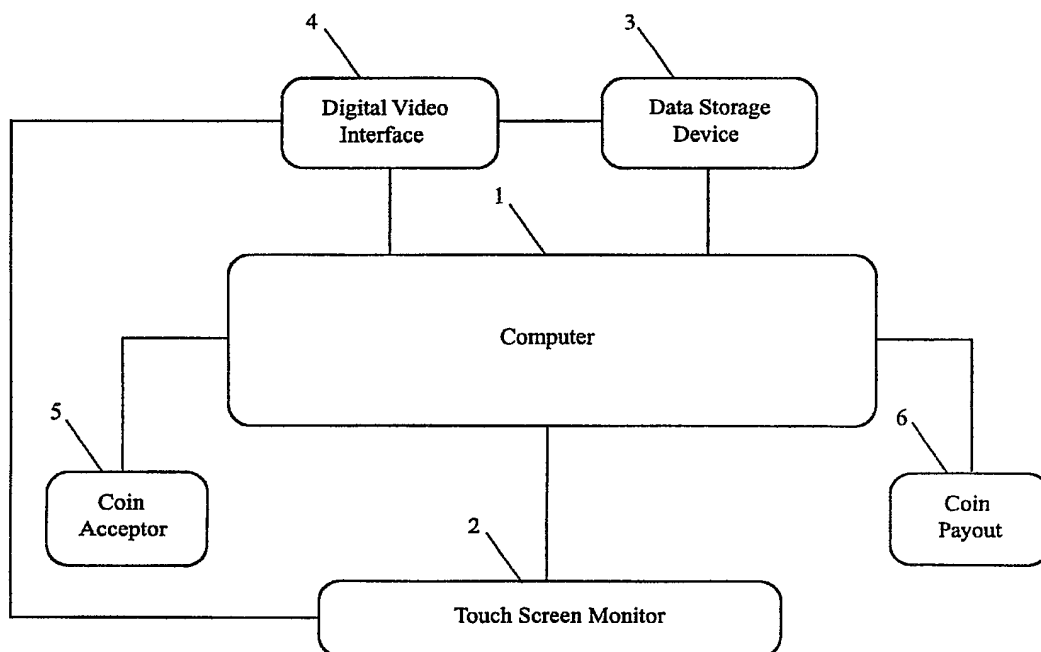 4
3
Digital Video
Interface
Data Storage
Device
1
Computer
5
6
Coin
Acceptor
Coin
Payout
2
Touch Screen Monitor